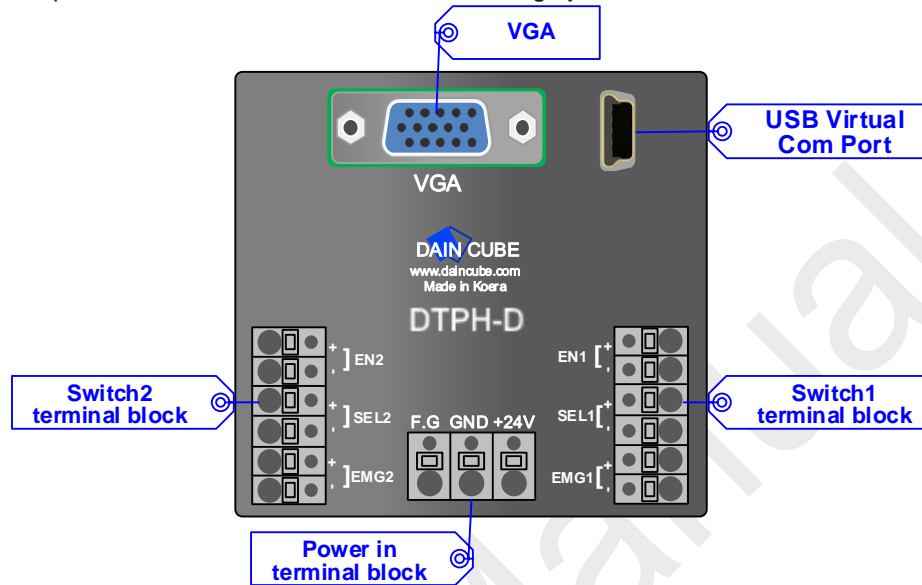 VGA
USB Virtual
Com Port
VGA
DAIN CUBE
www.daincube.com
Made in Koera
DTPH-D
+
-
EN2
+
-
SEL2
+
-
EMG2
EN1
+
-
SEL1
+
-
EMG1
+
-
F.G GND +24V
Switch2
terminal block
Switch1
terminal block
Power in
terminal block